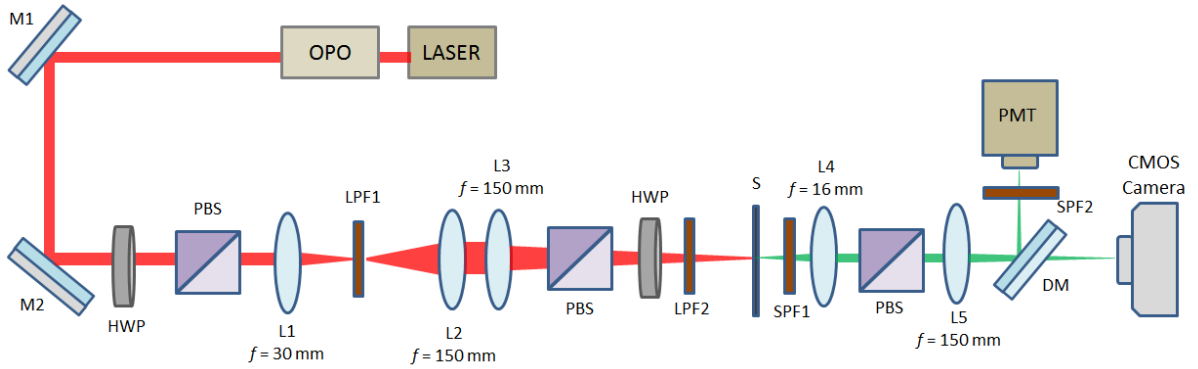 M1
OPO
LASER
PMT
CMOS
Camera
L3
f = 150 mm
L4
f = 16 mm
HWP
S
SPF2
PBS
LPF1
M2
HWP
L1
f = 30 mm
L2
f = 150 mm
PBS
LPF2
SPF1
PBS
L5
f = 150 mm
DM